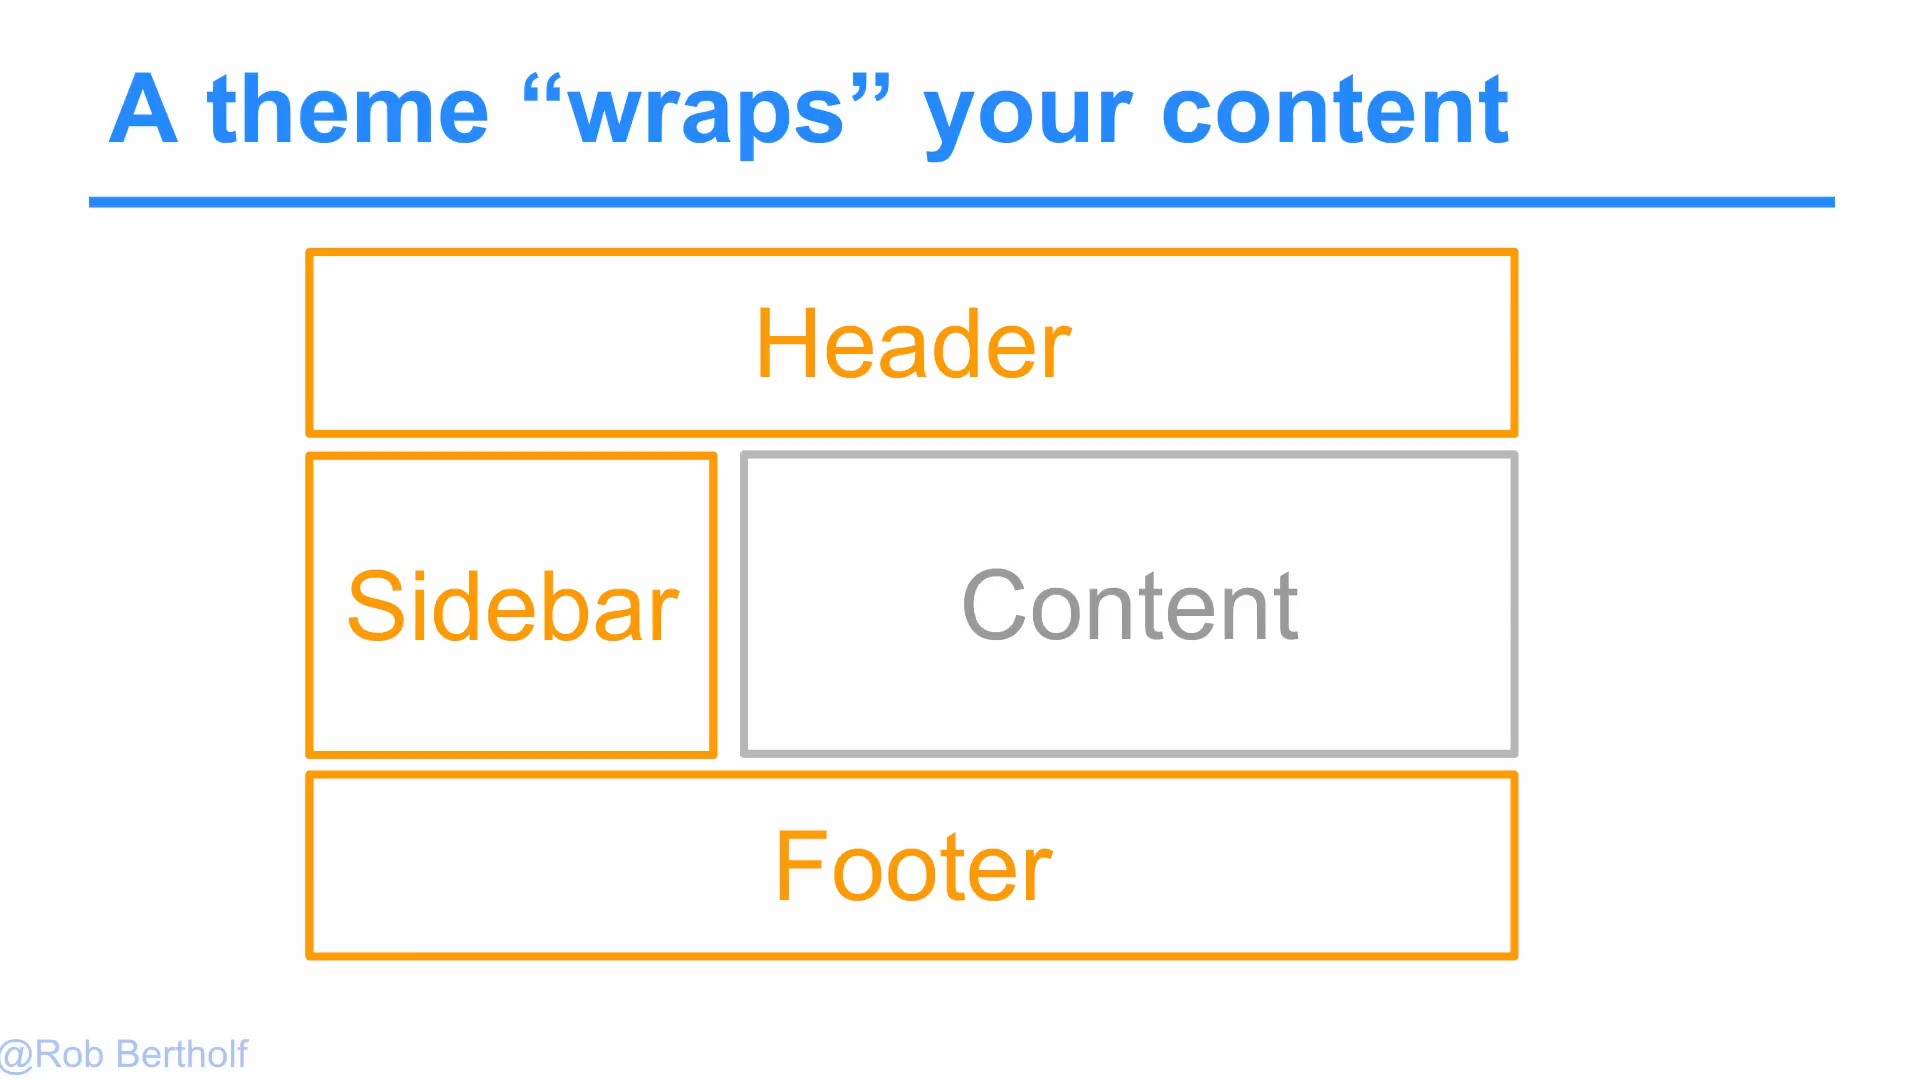 A theme “wraps” your content
Header
Sidebar
Content
Footer
@Rob Bertholf